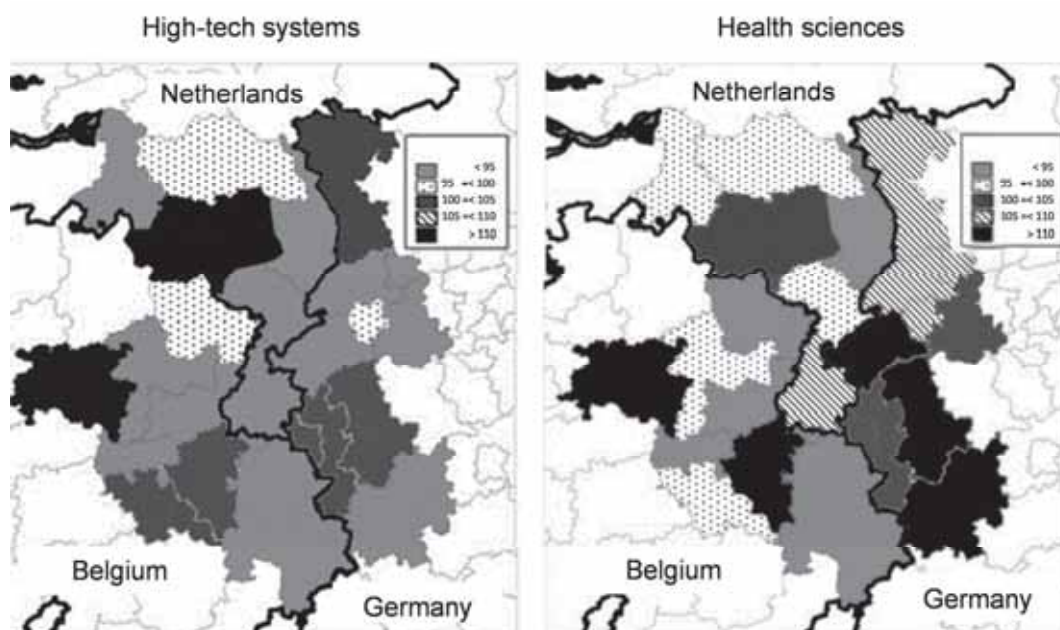 High-tech systems
Netherlands
< 95
95 =< 100
100 =< 105
105 =< 110
> 110
Belgium
Germany
Health sciences
Netherlands
< 95
95 =< 100
100 =< 105
105 =< 110
> 110
Belgium
Germany